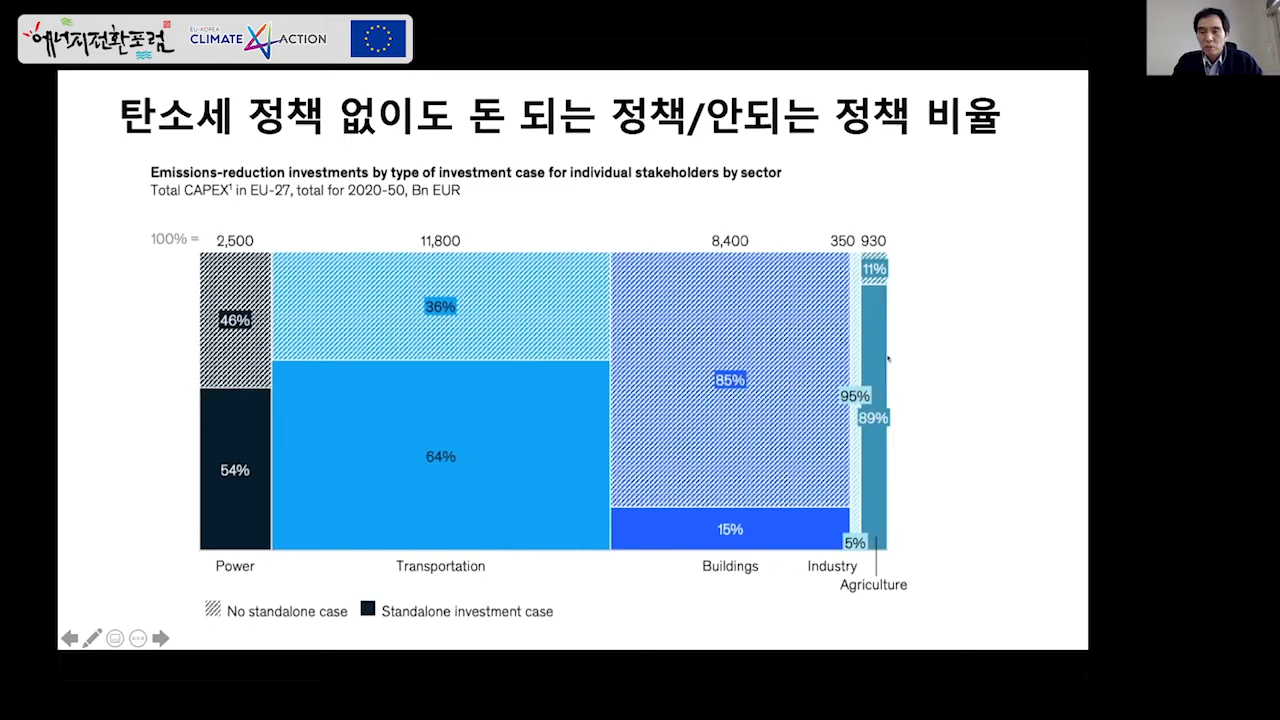 에너지전환포럼
EU-KOREA
CLIMATE ACTION
탄소세 정책 없이도 돈 되는 정책/안되는 정책 비율
Emissions-reduction investments by type of investment case for individual stakeholders by sector
Total CAPEX¹ in EU-27, total for 2020-50, Bn EUR
100% = 2,500 11,800 8,400 350 930
11%
36%
46%
85%
95%
89%
64%
54%
15%
5%
Power Transportation Buildings Industry
Agriculture
No standalone case Standalone investment case